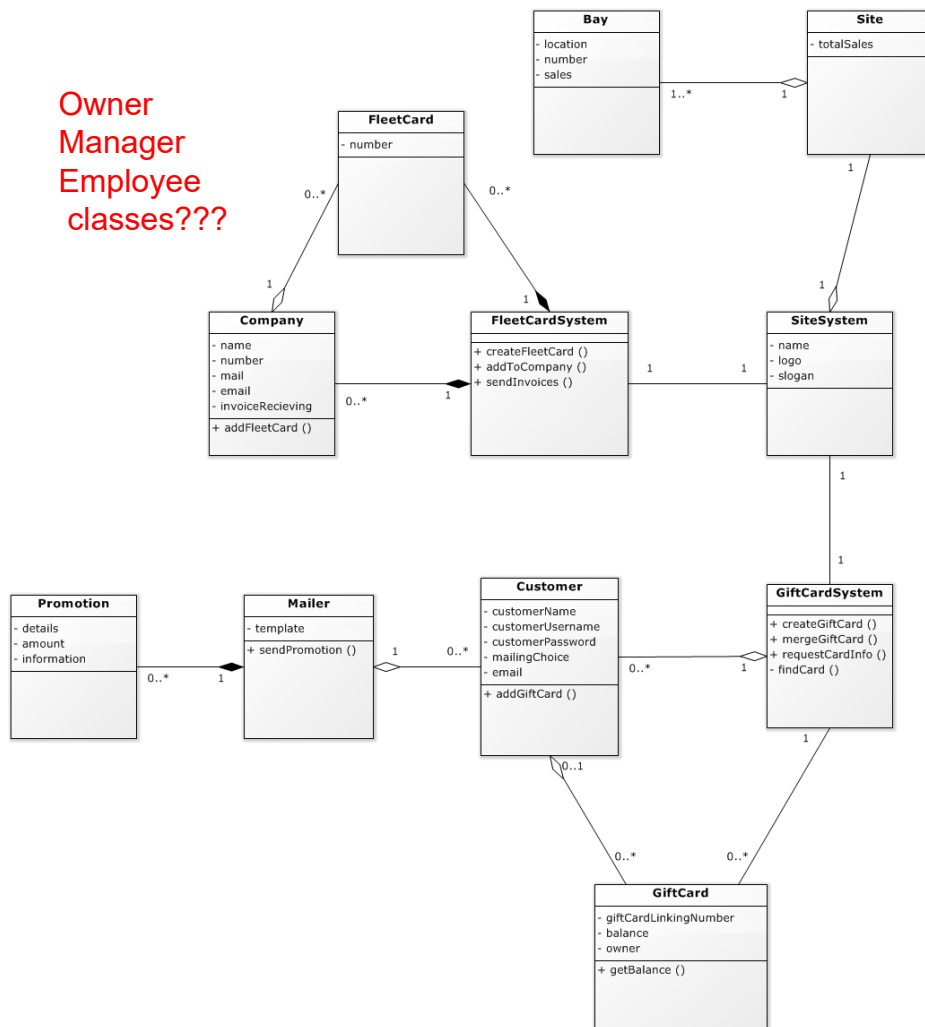 Bay
- location
- number
- sales
1..*
1
Site
- totalSales
1
Owner
Manager
Employee
classes???
FleetCard
- number
0..*
0..*
1
1
1
Company
- name
- number
- mail
- email
- invoiceRecieving
+ addFleetCard ()
0..*
1
FleetCardSystem
+ createFleetCard ()
+ addToCompany ()
+ sendInvoices ()
1
1
SiteSystem
- name
- logo
- slogan
1
1
Promotion
- details
- amount
- information
0..*
1
Mailer
- template
+ sendPromotion ()
1
0..*
Customer
- customerName
- customerUsername
- customerPassword
- mailingChoice
- email
+ addGiftCard ()
0..*
1
GiftCardSystem
+ createGiftCard ()
+ mergeGiftCard ()
+ requestCardInfo ()
- findCard ()
0..1
1
0..*
0..*
GiftCard
- giftCardLinkingNumber
- balance
- owner
+ getBalance ()